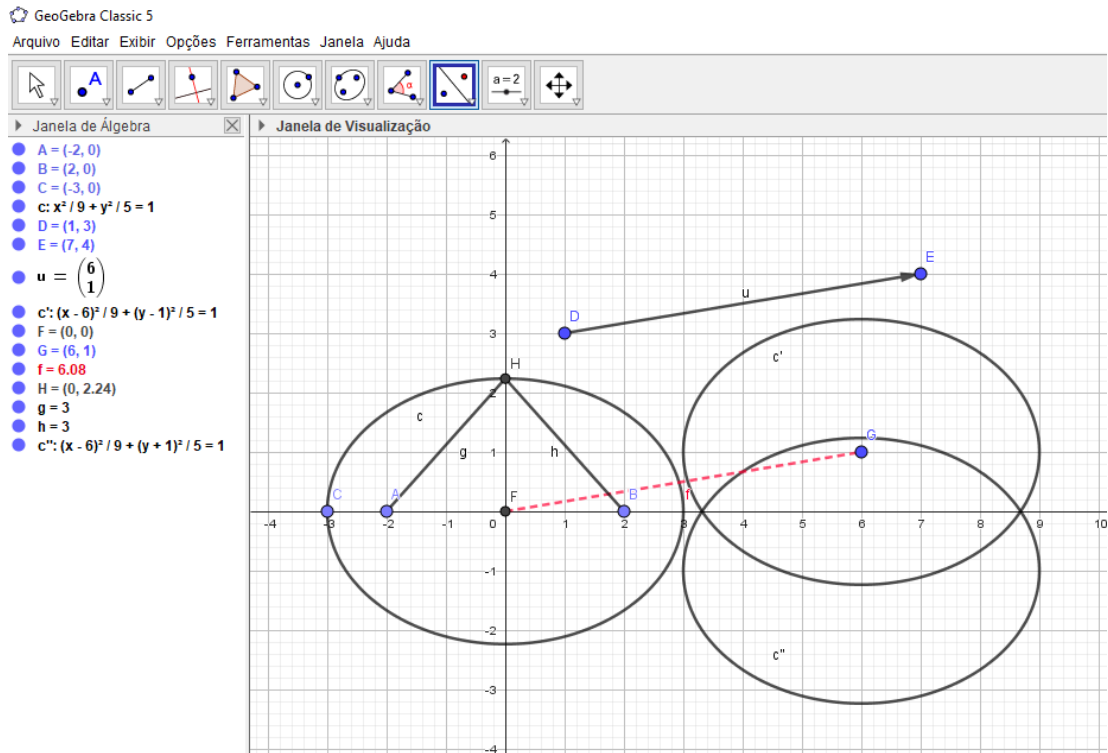 GeoGebra Classic 5
Arquivo Editar Exibir Opções Ferramentas Janela Ajuda
A
α
a = 2
Janela de Álgebra
Janela de Visualização
A = (-2, 0)
B = (2, 0)
C = (-3, 0)
c: x² / 9 + y² / 5 = 1
D = (1, 3)
E = (7, 4)
u = (6 1)
c': (x - 6)² / 9 + (y - 1)² / 5 = 1
F = (0, 0)
G = (6, 1)
f = 6.08
H = (0, 2.24)
g = 3
h = 3
c'': (x - 6)² / 9 + (y + 1)² / 5 = 1
6
5
E
4
u
D
3
c'
H
2
c
G
g
h
1
C
A
F
B
f
-4 -3 -2 -1 0 1 2 3 4 5 6 7 8 9 10
0
-1
-2
c''
-3
-4